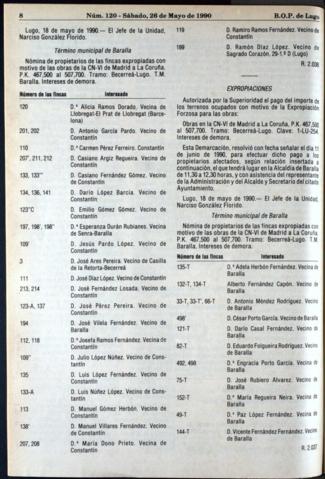 8 Núm. 120 - Sábado, 26 de Mayo de 1990 B.O.P. de Lugo
Lugo, 18 de mayo de 1990.— El Jefe de la Unidad,
Narciso González Florido.
Término municipal de Baralla
Nómina de propietarios de las fincas expropiadas con
motivo de las obras de la CN-VI de Madrid a La Coruña.
P.K. 467,500 al 507,700. Tramo: Becerreá-Lugo. T.M.
Baralla. Intereses de demora.
Número de las fincas Interesado
120 D.ª Alicia Ramos Dorado. Vecina de
Llobregat-El Prat de Llobregat (Barce-
lona)
201, 202 D. Antonio García Pardo. Vecino de
Constantín
110 D.ª Carmen Pérez Ferreiro. Constantín
207', 211, 212 D. Casiano Argiz Regueira. Vecino de
Constantín
133, 133'' D. Casiano Fernández Gómez. Vecino
de Constantín
134, 136, 141 D. Darío López Barcia. Vecino de
Constantín
123''C D. Emilio Gómez Gómez. Vecino de
Constantín
197, 198', 198'' D.ª Esperanza Durán Rubianes. Vecina
de Serra-Baralla
109' D. Jesús Pardo López. Vecino de
Constantín
3 D. José Ares Pereira. Vecino de Casilla
de la Retorta-Becerreá
111 D. José Díaz López. Vecino de Constantín
213, 214 D. José Fernández Losada. Vecino de
Constantín
123-A, 137 D. José Pérez Pereira. Vecino de
Constantín
194 D. José Vilela Fernández. Vecino de
Baralla
112, 118 D.ª Josefa Ramos Fernández. Vecina de
Constantín
109'' D. Julio López Núñez. Vecino de Cons-
tantín
135 D. Luis López Fernández. Vecino de
Constantín
133-A D. Luis Núñez López. Vecino de Cons-
tantín
113 D. Manuel Gómez Herbón. Vecino de
Constantín
138' D. Manuel Villares Fernández. Vecino
de Constantín
207, 208 D.ª María Dono Prieto. Vecina de
Constantín
119 D. Ramiro Ramos Fernández. Vecino de
Constantín
199 D. Ramón Díaz López. Vecino de
Sagrado Corazón, 29-1.º D (Lugo)
R. 2.036
EXPROPIACIONES
Autorizada por la Superioridad el pago del importe de
los terrenos ocupados con motivo de la Expropiación
Forzosa para las obras:
Obras en la CN-VI de Madrid a La Coruña, P.K. 467,500
al 507,700. Tramo: Becerreá-Lugo. Clave: 1-LU-254.
Intereses de demora.
Esta Demarcación, resolvió con fecha señalar el día 11
de junio de 1990, para efectuar dicho pago a los
propietarios afectados, según relación insertada a
continuación, el que tendrá lugar en la Alcaldía de Baralla
de 11,30 a 12,30 horas, y con asistencia del representante
de la Administración y del Alcalde y Secretario del citado
Ayuntamiento.
Lugo, 18 de mayo de 1990.— El Jefe de la Unidad,
Narciso González Florido.
Término municipal de Baralla
Nómina de propietarios de las fincas expropiadas con
motivo de las obras de la CN-VI de Madrid a La Coruña.
P.K. 467,500 al 507,700. Tramo: Becerreá-Lugo. T.M.
Baralla. Intereses de demora.
Número de las fincas Interesado
135-T D.ª Adela Herbón Fernández. Vecina de
Baralla
132-T, 134-T Alberto Fernández Capón. Vecino de
Baralla
33-T, 33-T', 66-T D. Antonio Méndez Rodríguez. Vecino
de Baralla
498' D. César Porto García. Vecino de Baralla
121-T D. Darío Casal Fernández. Vecino de
Baralla
82-T D. Eduardo Folgueira Rodríguez. Vecino
de Baralla
492, 498 D.ª Engracia Porto García. Vecina de
Baralla
75-T D. José Rubiero Alvarez. Vecino de
Baralla
152-T D.ª María Regueira Neira. Vecina de
Baralla
49-T D.ª Paz López Fernández. Vecina de
Baralla
144-T D. Vicente Fernández Fernández. Vecino
de Baralla
R. 2.037